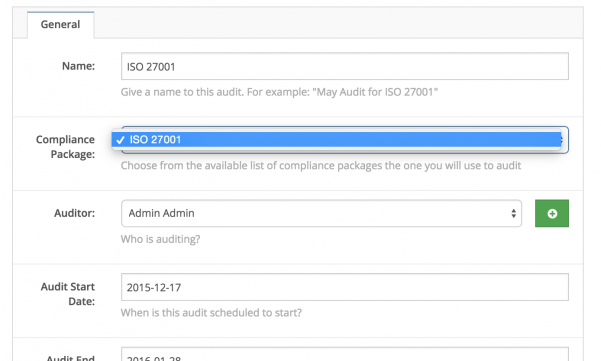 General
Name:
ISO 27001
Give a name to this audit. For example: "May Audit for ISO 27001"
Compliance
Package:
✓ ISO 27001
Choose from the available list of compliance packages the one you will use to audit
Auditor:
Admin Admin
Who is auditing?
Audit Start
Date:
2015-12-17
When is this audit scheduled to start?
Audit End
2016-01-28